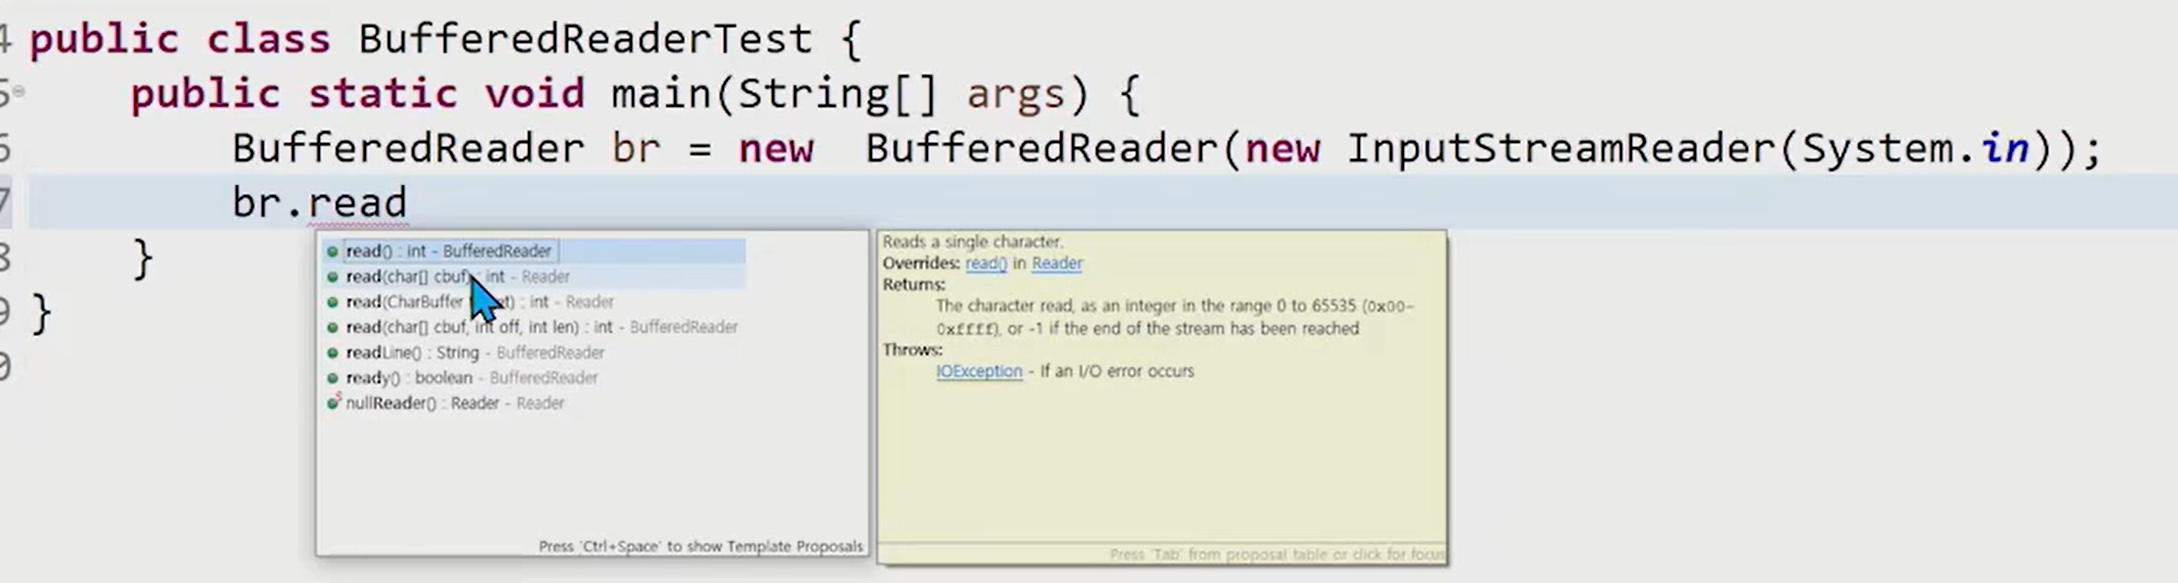 4 public class BufferedReaderTest {
5 public static void main(String[] args) {
6 BufferedReader br = new  BufferedReader(new InputStreamReader(System.in));
7 br.read
8 }
9 }
0
read() : int - BufferedReader
read(char[] cbuf) : int - Reader
read(CharBuffer : int - Reader
read(char[] cbuf, int off, int len) : int - BufferedReader
readLine() : String - BufferedReader
ready() : boolean - BufferedReader
nullReader() : Reader - Reader
Press 'Ctrl+Space' to show Template Proposals
Reads a single character.
Overrides: read() in Reader
Returns:
The character read, as an integer in the range 0 to 65535 (0x00-
0xffff), or -1 if the end of the stream has been reached
Throws:
IOException - If an I/O error occurs
Press 'Tab' from proposal table or click for focus